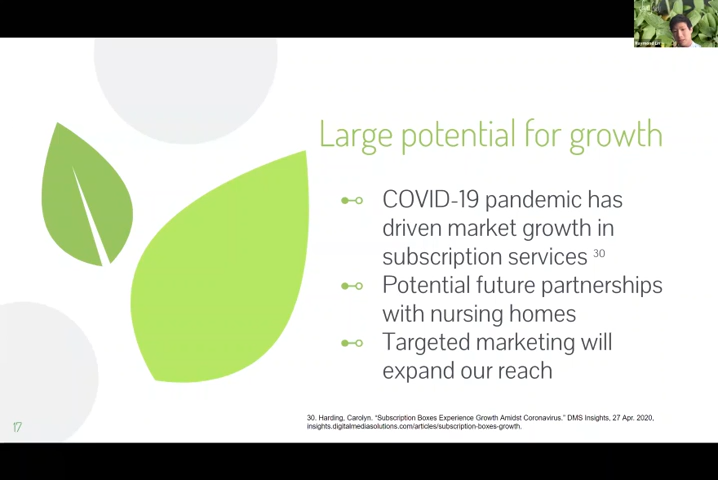 Large potential for growth
COVID-19 pandemic has
driven market growth in
subscription services 30
Potential future partnerships
with nursing homes
Targeted marketing will
expand our reach
30. Harding, Carolyn. “Subscription Boxes Experience Growth Amidst Coronavirus.” DMS Insights, 27 Apr. 2020,
insights.digitalmediasolutions.com/articles/subscription-boxes-growth.
17